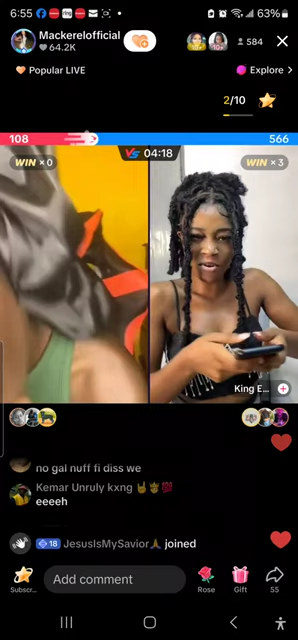 6:55
63%
Mackerelofficial
64.2K
584
Popular LIVE
Explore >
2/10
108
566
WIN × 0
VS 04:18
WIN × 3
King E...
no gal nuff fi diss we
Kemar Unruly kxng 🤘🤴💯
eeeeh
18 JesusIsMySavior🙏 joined
Subscr...
Add comment
Rose
Gift
55